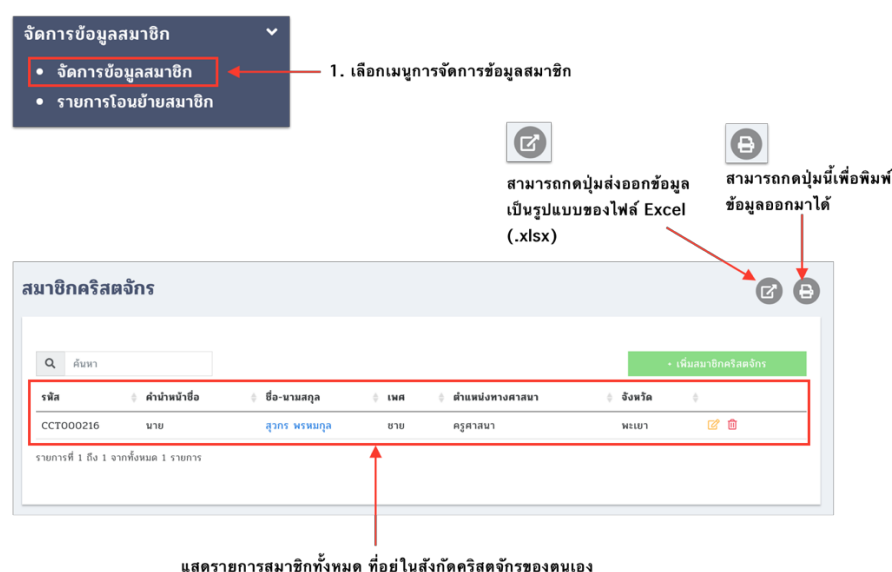 จัดการข้อมูลสมาชิก
จัดการข้อมูลสมาชิก
1. เลือกเมนูการจัดการข้อมูลสมาชิก
รายการโอนย้ายสมาชิก
สามารถกดปุ่มส่งออกข้อมูล
เป็นรูปแบบของไฟล์ Excel
(.xlsx)
สามารถกดปุ่มนี้เพื่อพิมพ์
ข้อมูลออกมาได้
สมาชิกคริสตจักร
ค้นหา
+ เพิ่มสมาชิกคริสตจักร
รหัส คำนำหน้าชื่อ ชื่อ-นามสกุล เพศ ตำแหน่งทางศาสนา จังหวัด
CCT000216 นาย สุวกร พรหมกุล ชาย ครูศาสนา พะเยา
รายการที่ 1 ถึง 1 จากทั้งหมด 1 รายการ
แสดรายการสมาชิกทั้งหมด ที่อยู่ในสังกัดคริสตจักรของตนเอง